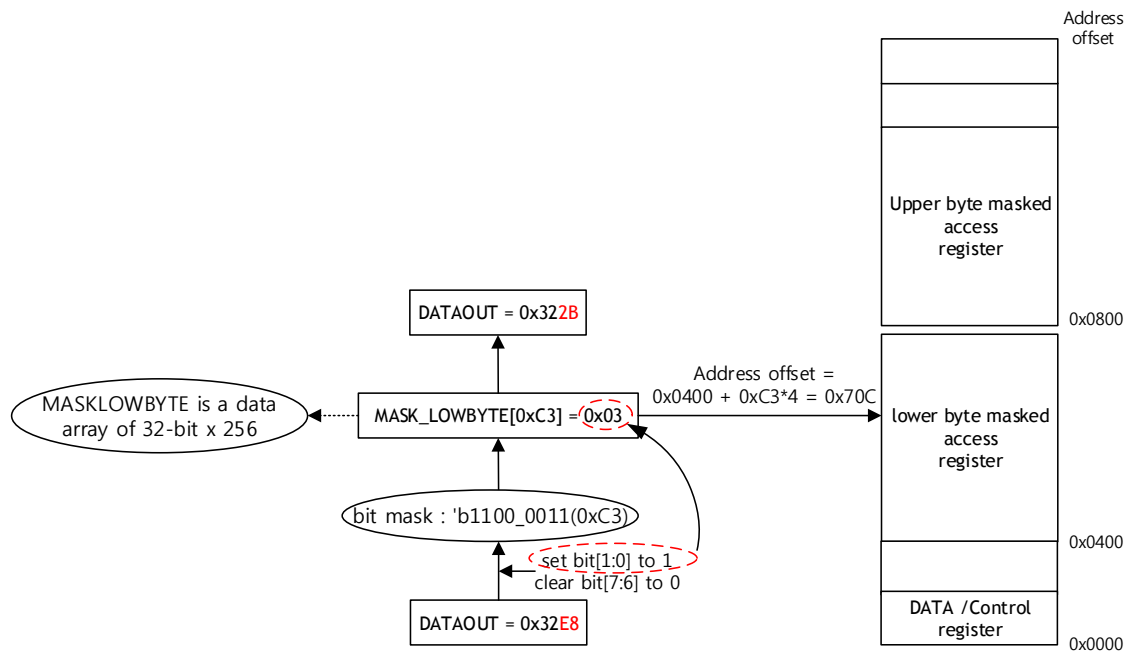 Address
offset
Upper byte masked
access
register
0x0800
DATAOUT = 0x322B
Address offset =
0x0400 + 0xC3*4 = 0x70C
MASKLOWBYTE is a data
array of 32-bit x 256
MASK_LOWBYTE[0xC3] = 0x03
lower byte masked
access
register
bit mask : 'b1100_0011(0xC3)
0x0400
set bit[1:0] to 1
clear bit[7:6] to 0
DATAOUT = 0x32E8
DATA /Control
register
0x0000